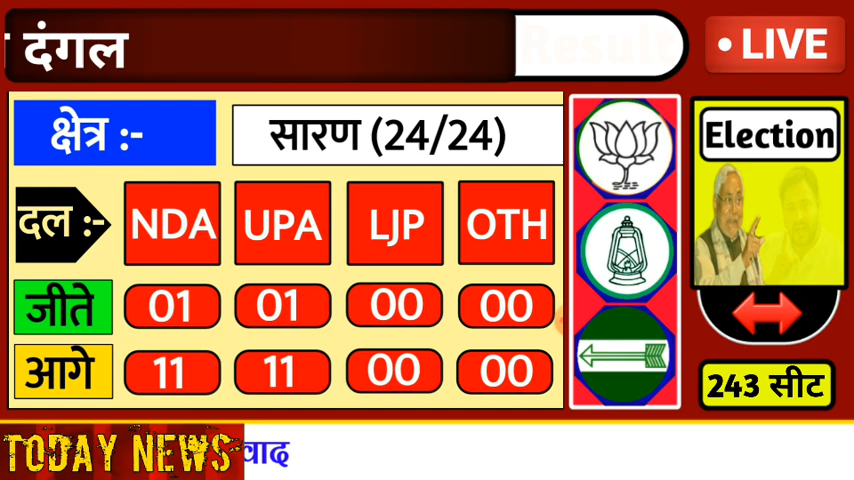 दंगल
Result
• LIVE
क्षेत्र :-
सारण (24/24)
Election
दल :-
NDA
UPA
LJP
OTH
जीते
01
01
00
00
आगे
11
11
00
00
243 सीट
TODAY NEWS
वाद